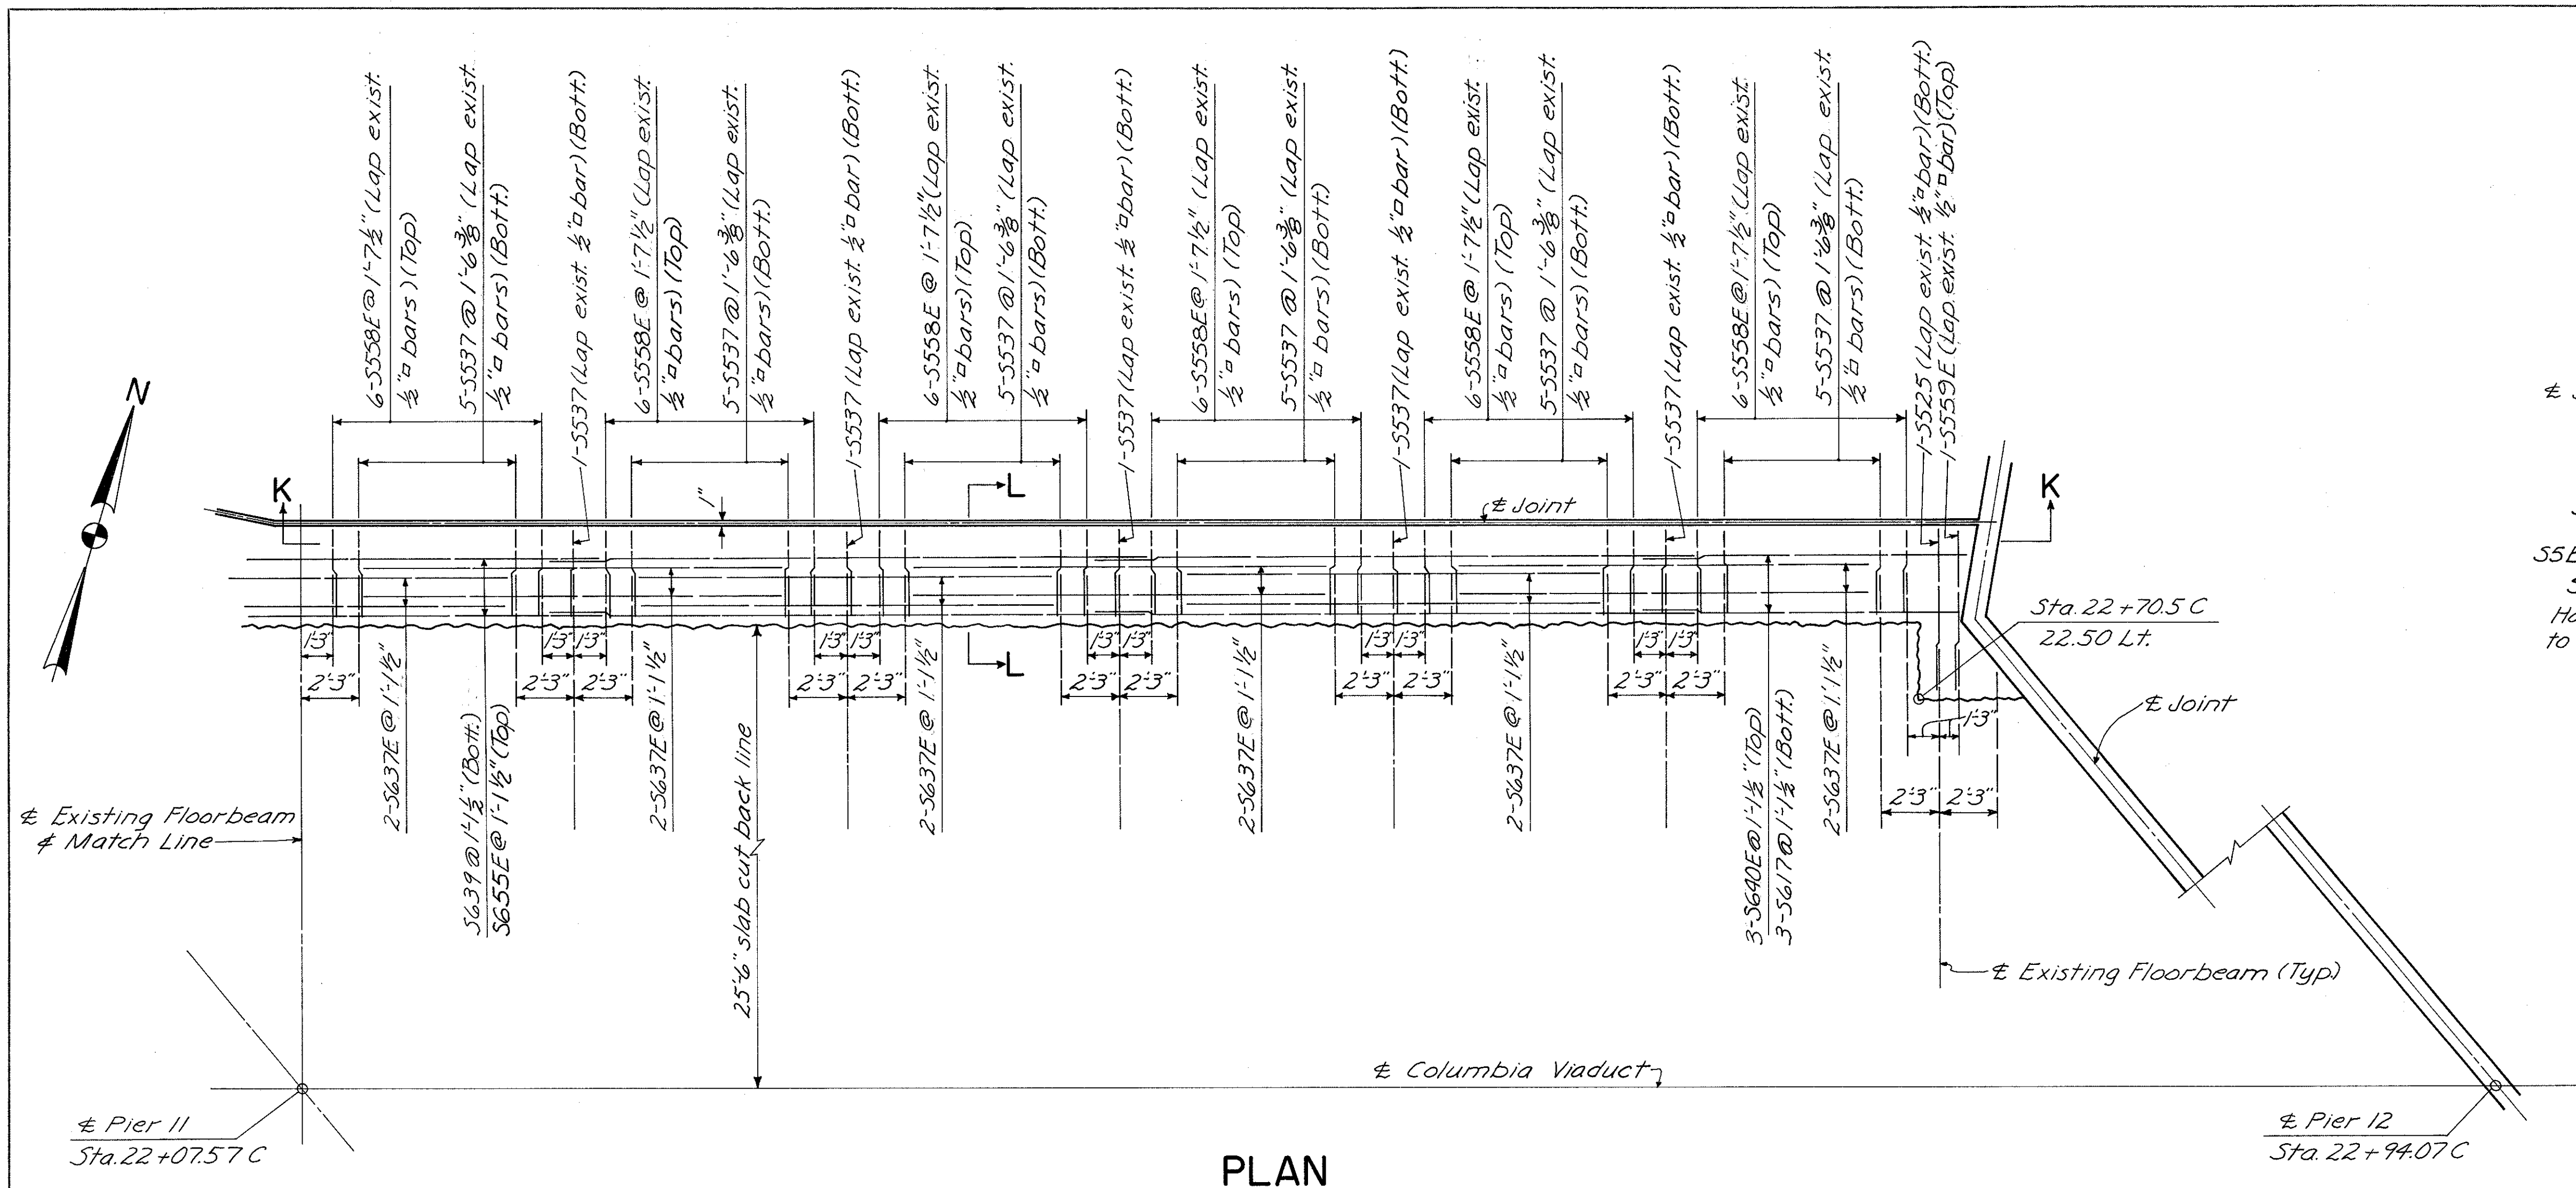 6-S558E @ 1'-7½" (Lap exist.
½"□ bars) (Top)
5-S537 @ 1'-6⅜" (Lap exist.
½"□ bars) (Bott.)
1-S537 (Lap exist. ½"□ bar) (Bott.)
6-S558E @ 1'-7½" (Lap exist.
½"□ bars) (Top)
5-S537 @ 1'-6⅜" (Lap exist.
½"□ bars) (Bott.)
1-S537 (Lap exist. ½"□ bar) (Bott.)
6-S558E @ 1'-7½" (Lap exist.
½"□ bars) (Top)
5-S537 @ 1'-6⅜" (Lap exist.
½"□ bars) (Bott.)
1-S537 (Lap exist. ½"□ bar) (Bott.)
6-S558E @ 1'-7½" (Lap exist.
½"□ bars) (Top)
5-S537 @ 1'-6⅜" (Lap exist.
½"□ bars) (Bott.)
1-S537 (Lap exist. ½"□ bar) (Bott.)
6-S558E @ 1'-7½" (Lap exist.
½"□ bars) (Top)
5-S537 @ 1'-6⅜" (Lap exist.
½"□ bars) (Bott.)
1-S537 (Lap exist. ½"□ bar) (Bott.)
6-S558E @ 1'-7½" (Lap exist.
½"□ bars) (Top)
5-S537 @ 1'-6⅜" (Lap exist.
½"□ bars) (Bott.)
1-S525 (Lap exist. ½"□ bar) (Bott.)
1-S559E (Lap exist. ½"□ bar) (Top)
N
K
1"
L
℄ Joint
K
S5
to
Sta. 22+70.5 C
22.50 Lt.
1'-3"
1'-3" 1'-3"
1'-3" 1'-3"
1'-3" 1'-3"
1'-3" 1'-3"
1'-3" 1'-3"
L
2'-3"
2'-3" 2'-3"
2'-3" 2'-3"
2'-3" 2'-3"
2'-3" 2'-3"
2'-3" 2'-3"
1'-3"
2'-3" 2'-3"
℄ Joint
2-S637E @ 1'-1½"
S639 @ 1'-1½" (Bott.)
S655E @ 1'-1½" (Top)
2-S637E @ 1'-1½"
25'-6" slab cut back line
2-S637E @ 1'-1½"
2-S637E @ 1'-1½"
2-S637E @ 1'-1½"
3-S640E @ 1'-1½" (Top)
3-S617 @ 1'-1½" (Bott.)
2-S637E @ 1'-1½"
℄ Existing Floorbeam
& Match Line
℄ Existing Floorbeam (Typ.)
℄ Columbia Viaduct
℄ Pier 11
Sta. 22+07.57 C
℄ Pier 12
Sta. 22+94.07 C
PLAN